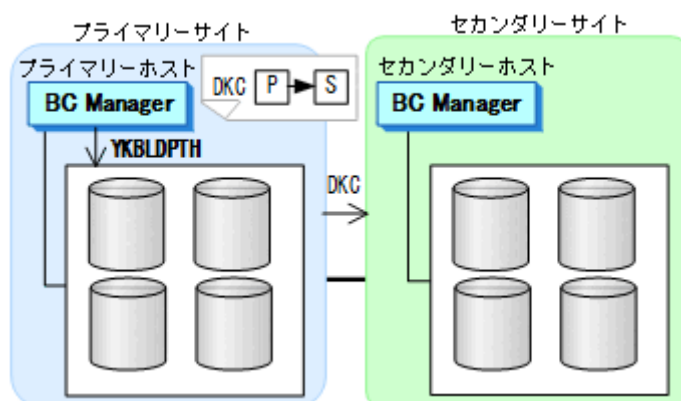 プライマリーサイト
セカンダリーサイト
プライマリーホスト
DKC P S
セカンダリーホスト
BC Manager
BC Manager
YKBLDPTH
DKC